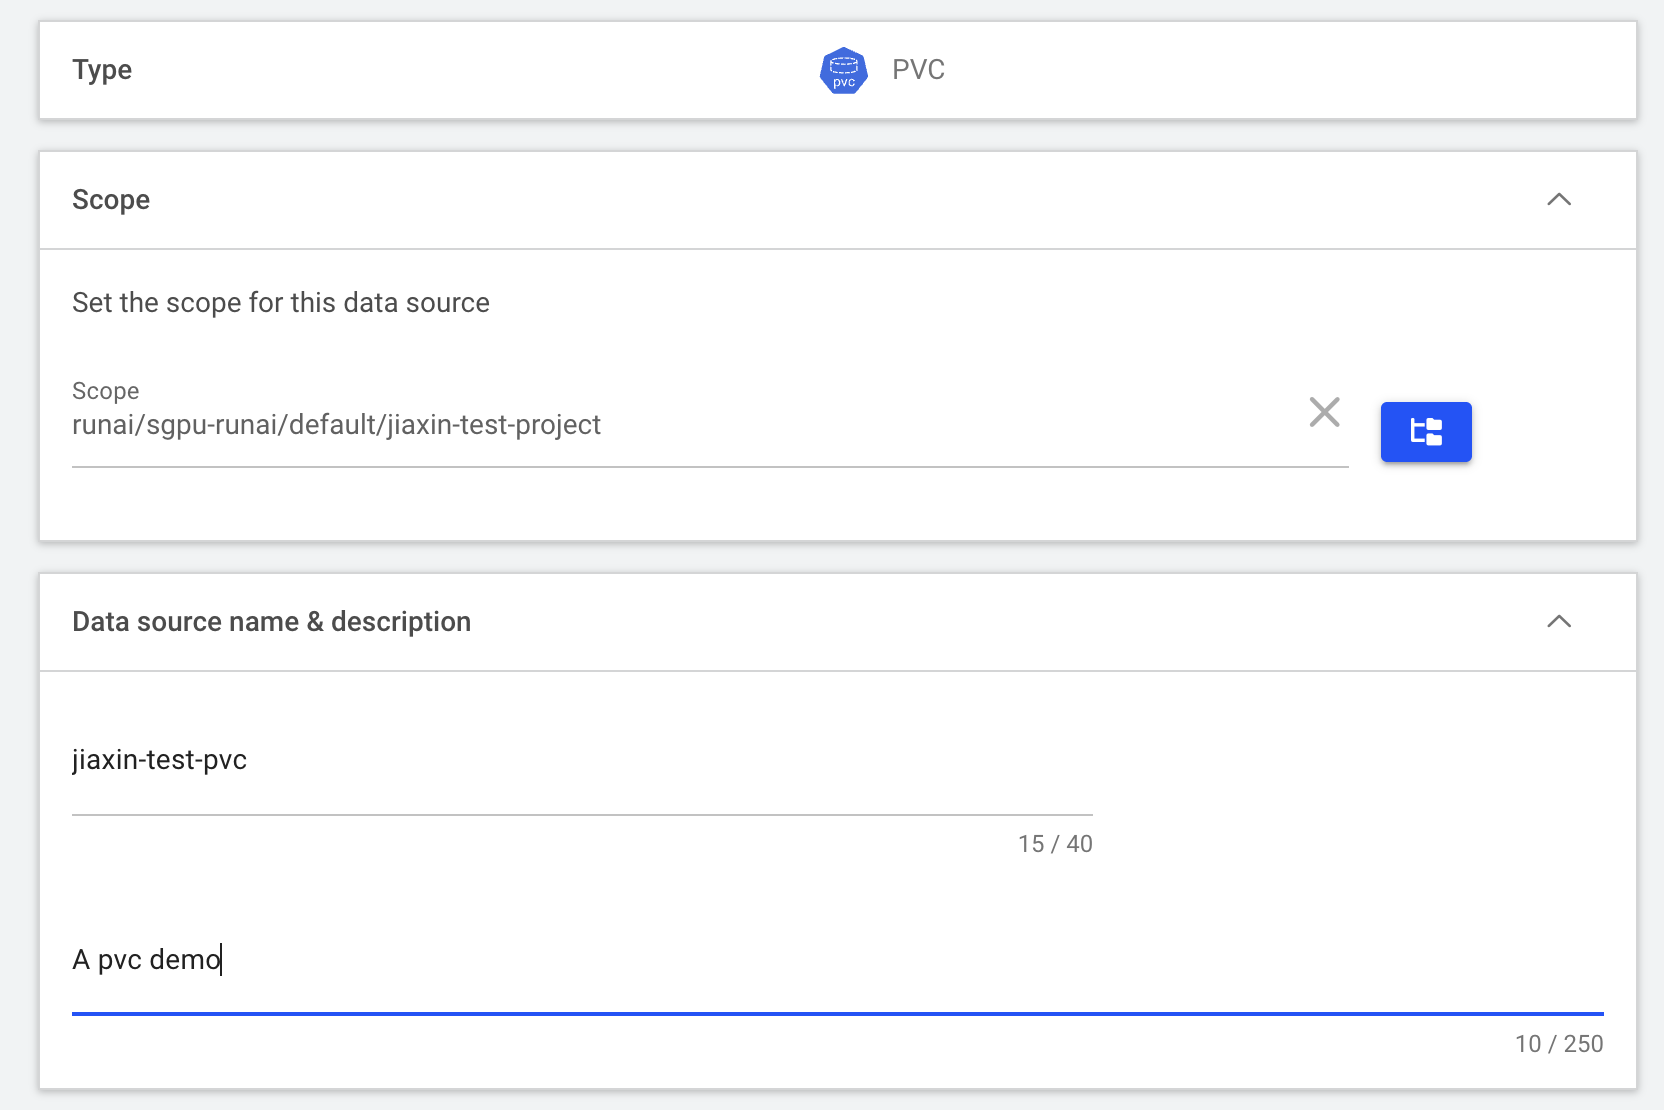 Type
pvc
PVC
Scope
Set the scope for this data source
Scope
runai/sgpu-runai/default/jiaxin-test-project
Data source name & description
jiaxin-test-pvc
15 / 40
A pvc demo
10 / 250